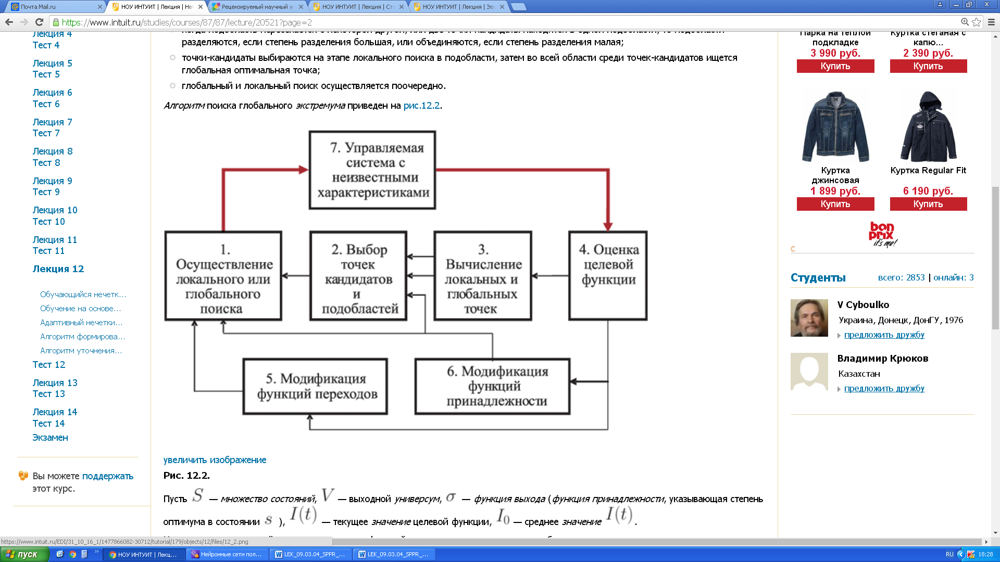 Почта Mail.ru
НОУ ИНТУИТ | Лекция | Неч
Рецензируемый научный ж
НОУ ИНТУИТ | Лекция | Ст
НОУ ИНТУИТ | Лекция | Эв
https://www.intuit.ru/studies/courses/87/87/lecture/20521?page=2
Лекция 4
Тест 4
Лекция 5
Тест 5
Лекция 6
Тест 6
Лекция 7
Тест 7
Лекция 8
Тест 8
Лекция 9
Тест 9
Лекция 10
Тест 10
Лекция 11
Тест 11
Лекция 12
Обучающийся нечетк...
Обучение на основе...
Адаптивный нечетки...
Алгоритм формирова...
Алгоритм уточнения...
Тест 12
Лекция 13
Тест 13
Лекция 14
Тест 14
Экзамен
Вы можете поддержать
этот курс.
разделяются, если степень разделения большая, или объединяются, если степень разделения малая;
точки-кандидаты выбираются на этапе локального поиска в подобласти, затем во всей области среди точек-кандидатов ищется
глобальная оптимальная точка;
глобальный и локальный поиск осуществляется поочередно.
Алгоритм поиска глобального экстремума приведен на рис.12.2.
7. Управляемая
система с
неизвестными
характеристиками
1.
Осуществление
локального или
глобального
поиска
2. Выбор
точек
кандидатов
и
подобластей
3.
Вычисление
локальных и
глобальных
точек
4. Оценка
целевой
функции
5. Модификация
функций переходов
6. Модификация
функций
принадлежности
увеличить изображение
Рис. 12.2.
Пусть S — множество состояний, V — выходной универсум, σ — функция выхода (функция принадлежности, указывающая степень
оптимума в состоянии s ), I(t) — текущее значение целевой функции, I₀ — среднее значение I(t) .
Парка на теплой
подкладке
3 990 руб.
Купить
Куртка стеганая с
капю...
2 390 руб.
Купить
Куртка
джинсовая
1 899 руб.
Купить
Куртка Regular Fit
6 190 руб.
Купить
bon
prix
it's me!
Студенты
всего: 2853 | онлайн: 3
V Cyboulko
Украина, Донецк, ДонГУ, 1976
предложить дружбу
Владимир Крюков
Казахстан
предложить дружбу
https://www.intuit.ru/EDI/31_10_16_1/1477866082-30712/tutorial/179/objects/12/files/12_2.png
пуск
НОУ ИНТУИТ | Лекц...
Нейронные сети пол...
LEK_09.03.04_SPPR_...
LEK_09.03.04_SPPR_...
RU
18:28